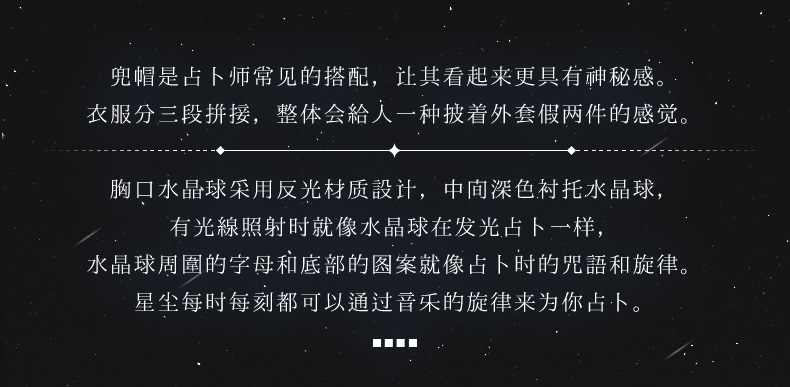 兜帽是占卜师常见的搭配，让其看起来更具有神秘感。
衣服分三段拼接，整体会給人一种披着外套假两件的感觉。
胸口水晶球采用反光材质設计，中间深色衬托水晶球，
有光線照射时就像水晶球在发光占卜一样，
水晶球周圍的字母和底部的图案就像占卜时的咒語和旋律。
星尘每时每刻都可以通过音乐的旋律来为你占卜。